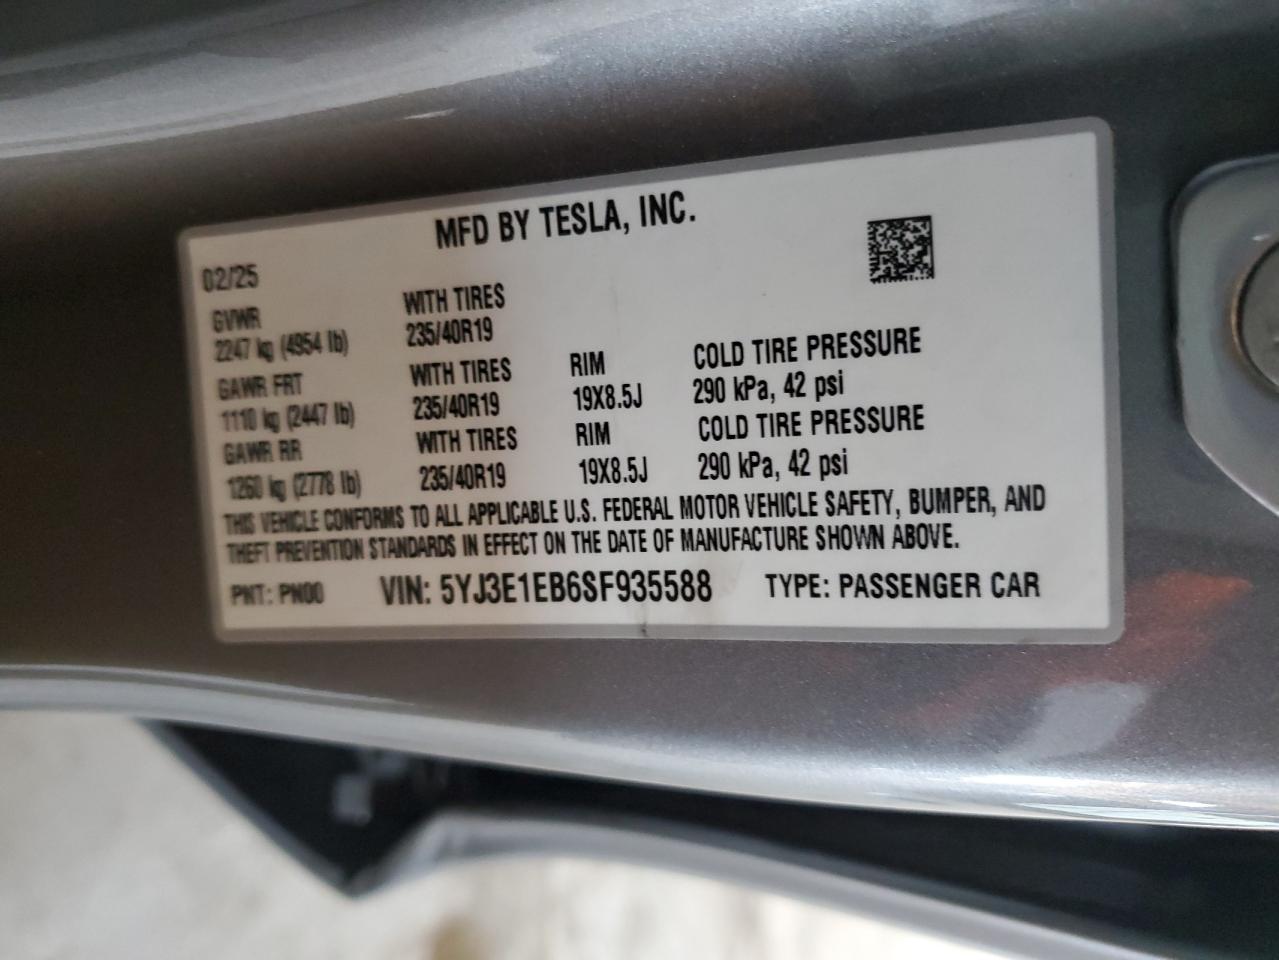 MFD BY TESLA, INC.
02/25
GVWR WITH TIRES
2247 kg (4954 lb) 235/40R19
GAWR FRT WITH TIRES RIM COLD TIRE PRESSURE
1110 kg (2447 lb) 235/40R19 19X8.5J 290 kPa, 42 psi
GAWR RR WITH TIRES RIM COLD TIRE PRESSURE
1260 kg (2778 lb) 235/40R19 19X8.5J 290 kPa, 42 psi
THIS VEHICLE CONFORMS TO ALL APPLICABLE U.S. FEDERAL MOTOR VEHICLE SAFETY, BUMPER, AND
THEFT PREVENTION STANDARDS IN EFFECT ON THE DATE OF MANUFACTURE SHOWN ABOVE.
PNT: PN00 VIN: 5YJ3E1EB6SF935588 TYPE: PASSENGER CAR